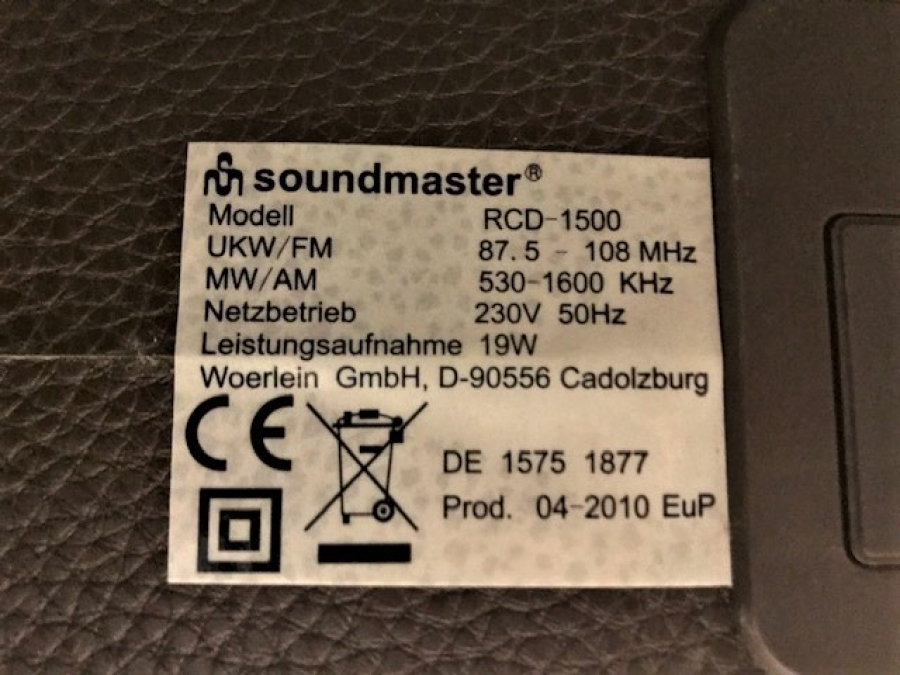 soundmaster®
Modell RCD-1500
UKW/FM 87.5 - 108 MHz
MW/AM 530-1600 KHz
Netzbetrieb 230V 50Hz
Leistungsaufnahme 19W
Woerlein GmbH, D-90556 Cadolzburg
CE
DE 1575 1877
Prod. 04-2010 EuP